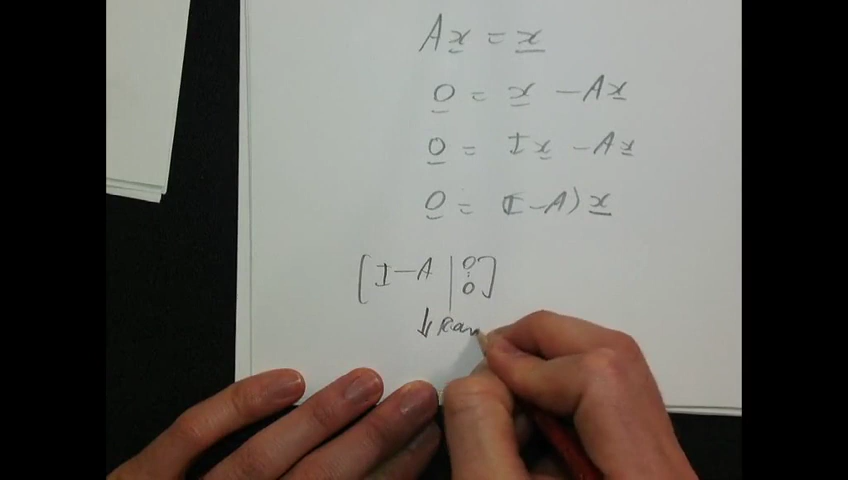 Ax = x
0 = x - Ax
0 = Ix - Ax
0 = (I-A)x
[I-A | 0 : 0]
↓